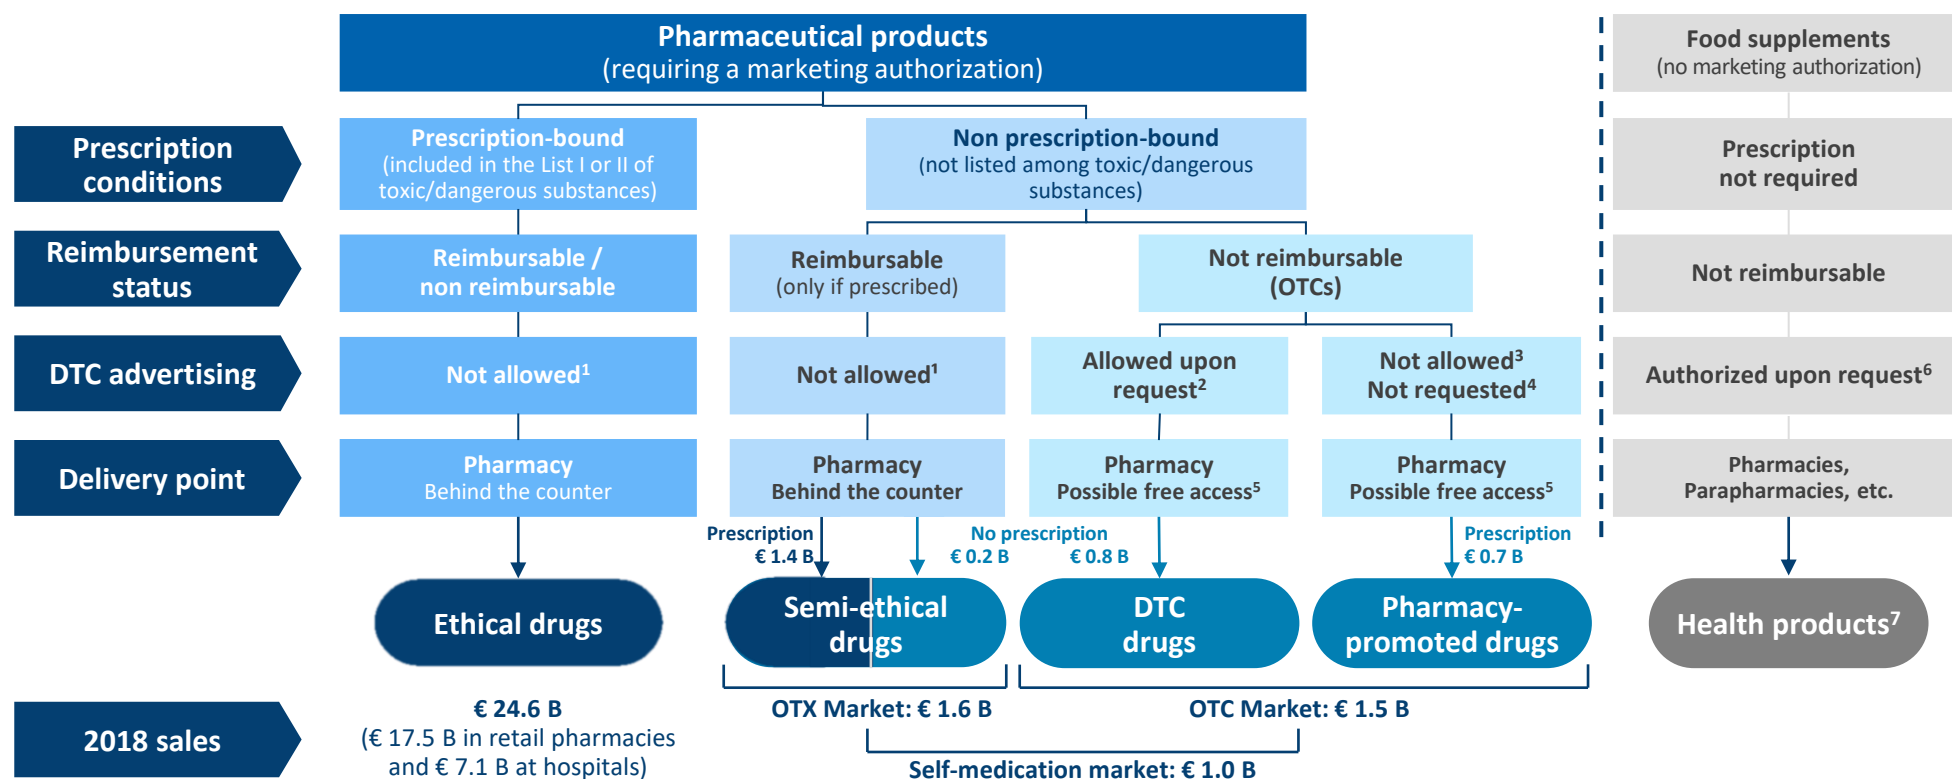 Pharmaceutical products
(requiring a marketing authorization)
Food supplements
(no marketing authorization)
Prescription
conditions
Prescription-bound
(included in the List I or II of
toxic/dangerous substances)
Non prescription-bound
(not listed among toxic/dangerous
substances)
Prescription
not required
Reimbursement
status
Reimbursable /
non reimbursable
Reimbursable
(only if prescribed)
Not reimbursable
(OTCs)
Not reimbursable
DTC advertising
Not allowed¹
Not allowed¹
Allowed upon
request²
Not allowed³
Not requested⁴
Authorized upon request⁶
Delivery point
Pharmacy
Behind the counter
Pharmacy
Behind the counter
Pharmacy
Possible free access⁵
Pharmacy
Possible free access⁵
Pharmacies,
Parapharmacies, etc.
Prescription
€ 1.4 B
No prescription
€ 0.2 B
€ 0.8 B
Prescription
€ 0.7 B
Ethical drugs
Semi-ethical
drugs
DTC
drugs
Pharmacy-
promoted drugs
Health products⁷
2018 sales
€ 24.6 B
(€ 17.5 B in retail pharmacies
and € 7.1 B at hospitals)
OTX Market: € 1.6 B
OTC Market: € 1.5 B
Self-medication market: € 1.0 B